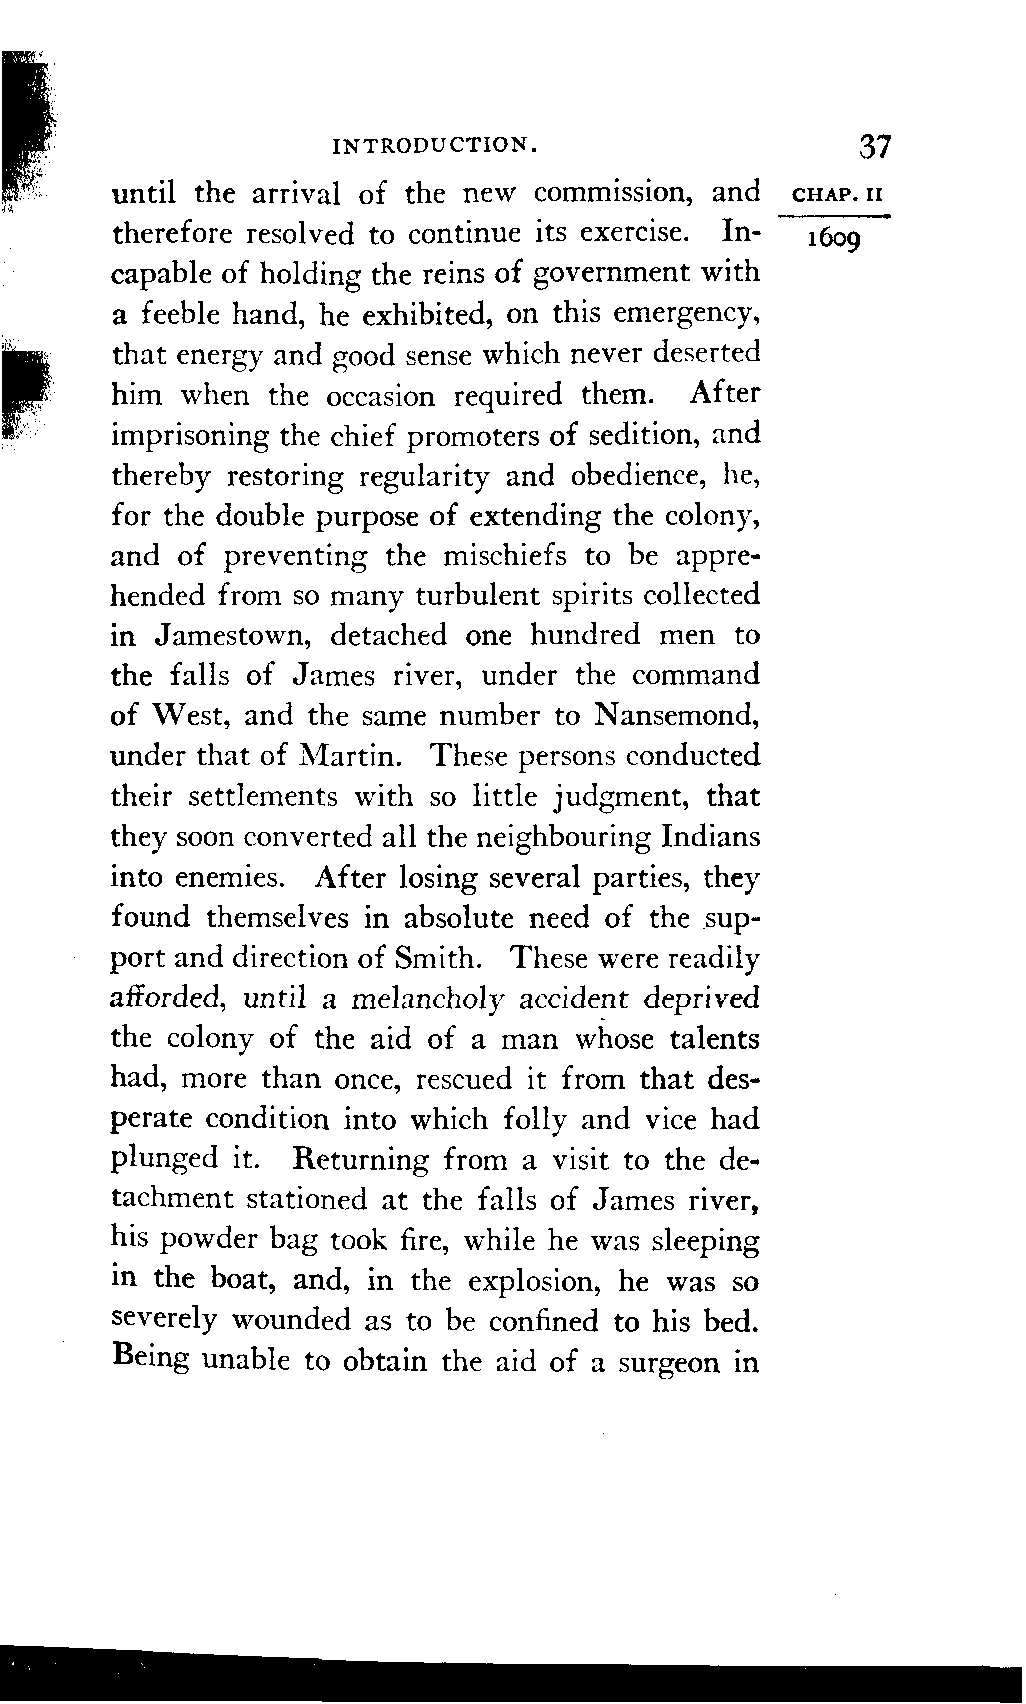 INTRODUCTION. 37
until the arrival of the new commission, and CHAP. II
therefore resolved to continue its exercise. In- 1609
capable of holding the reins of government with
a feeble hand, he exhibited, on this emergency,
that energy and good sense which never deserted
him when the occasion required them. After
imprisoning the chief promoters of sedition, and
thereby restoring regularity and obedience, he,
for the double purpose of extending the colony,
and of preventing the mischiefs to be appre-
hended from so many turbulent spirits collected
in Jamestown, detached one hundred men to
the falls of James river, under the command
of West, and the same number to Nansemond,
under that of Martin. These persons conducted
their settlements with so little judgment, that
they soon converted all the neighbouring Indians
into enemies. After losing several parties, they
found themselves in absolute need of the sup-
port and direction of Smith. These were readily
afforded, until a melancholy accident deprived
the colony of the aid of a man whose talents
had, more than once, rescued it from that des-
perate condition into which folly and vice had
plunged it. Returning from a visit to the de-
tachment stationed at the falls of James river,
his powder bag took fire, while he was sleeping
in the boat, and, in the explosion, he was so
severely wounded as to be confined to his bed.
Being unable to obtain the aid of a surgeon in